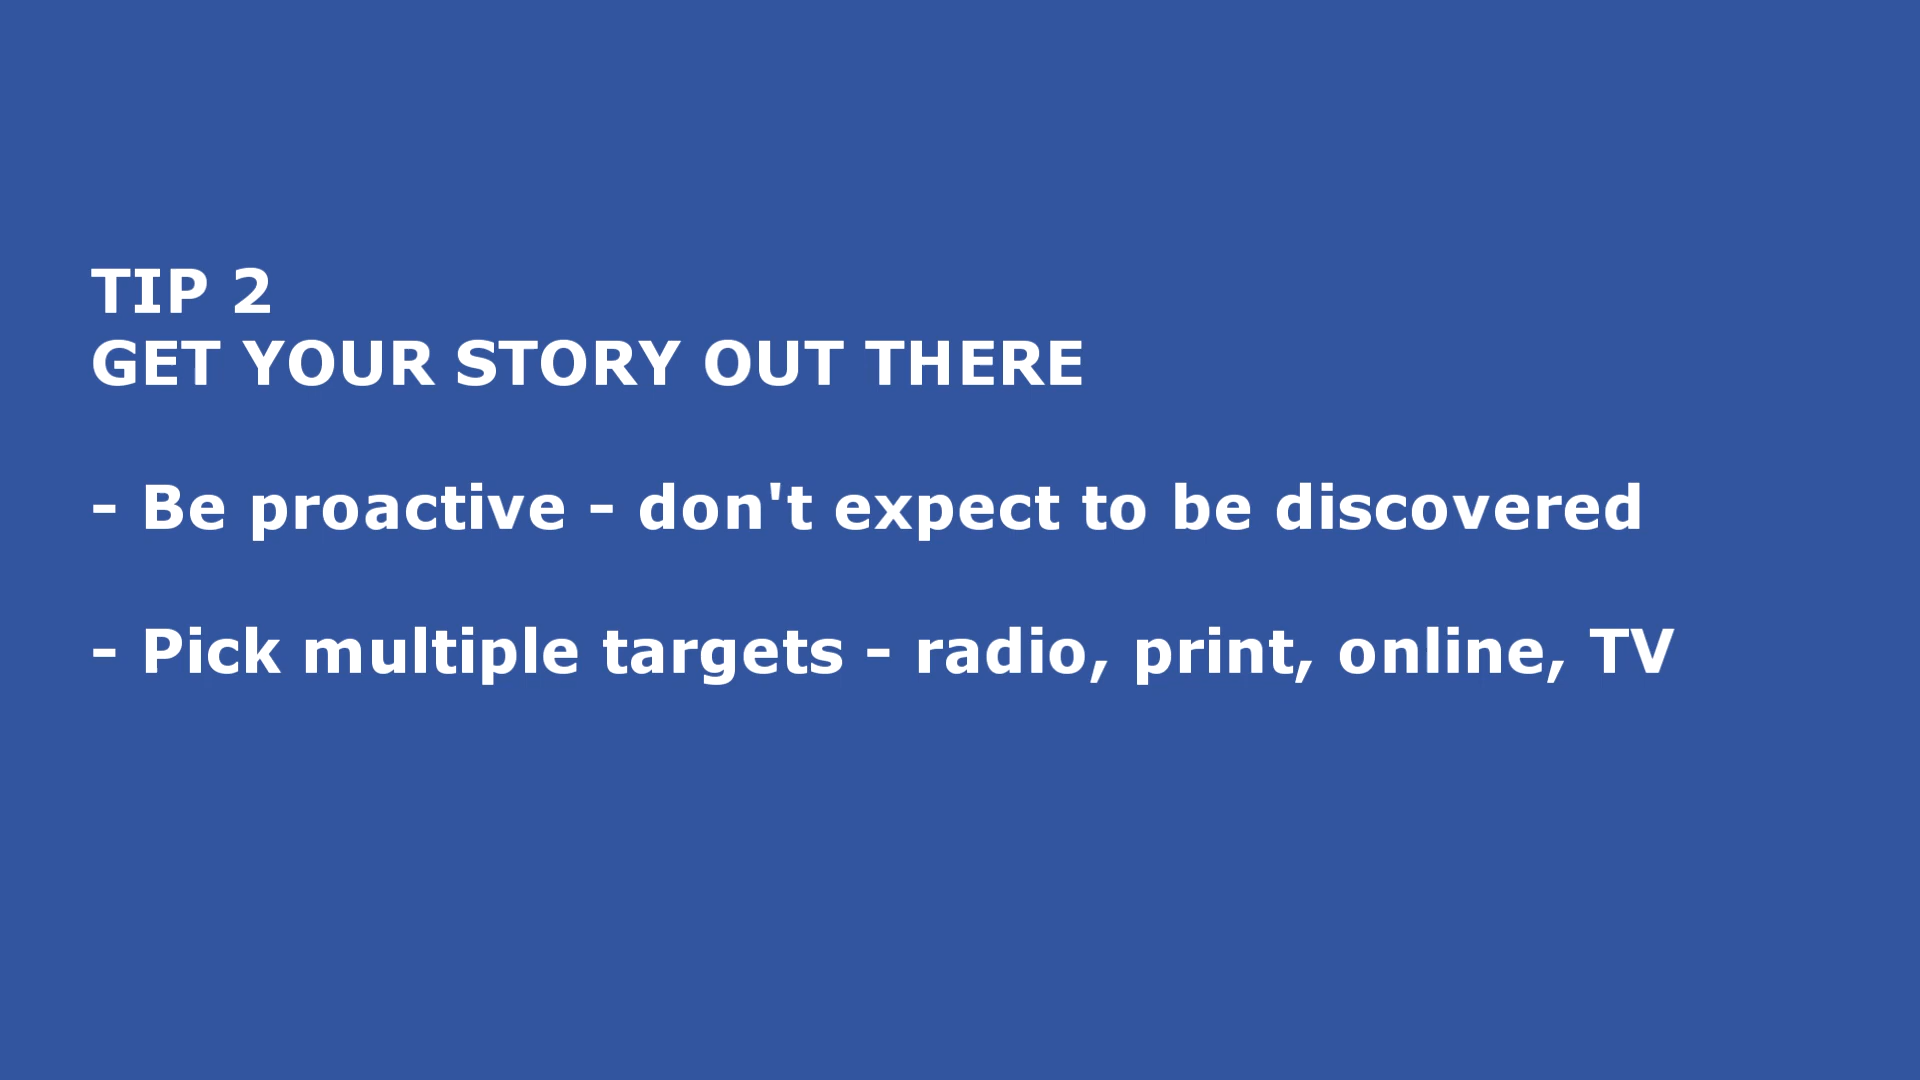 TIP 2
GET YOUR STORY OUT THERE
- Be proactive - don't expect to be discovered
- Pick multiple targets - radio, print, online, TV